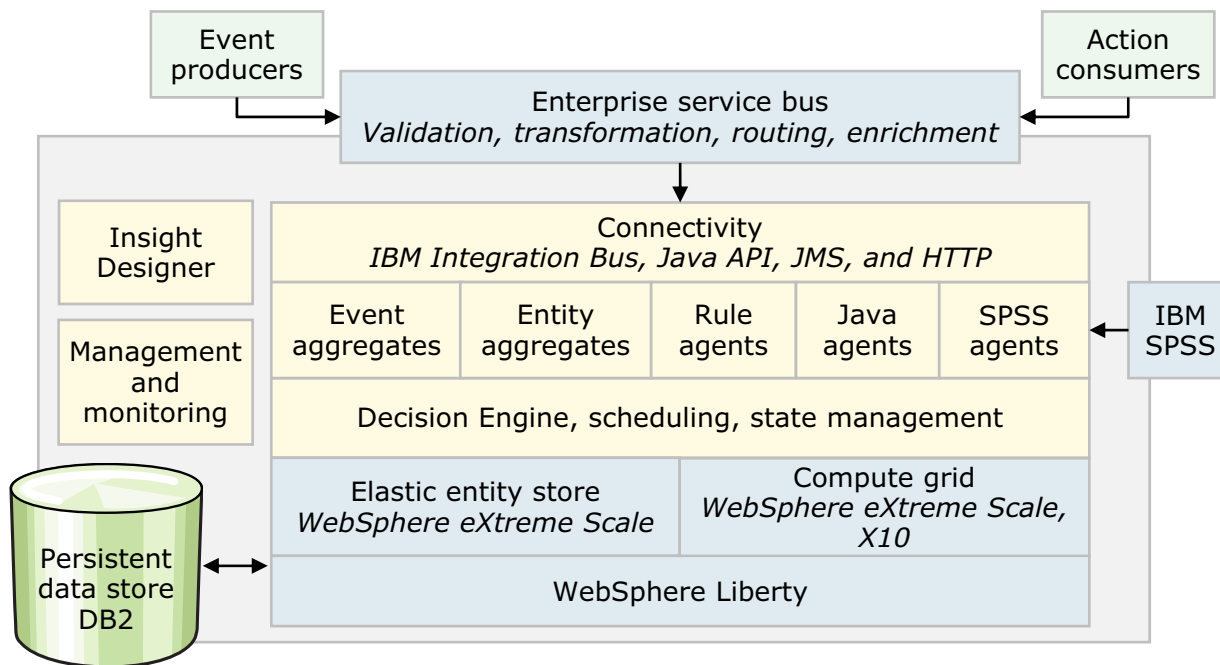 Event
producers
Action
consumers
Enterprise service bus
Validation, transformation, routing, enrichment
Insight
Designer
Connectivity
IBM Integration Bus, Java API, JMS, and HTTP
Management
and
monitoring
Event
aggregates
Entity
aggregates
Rule
agents
Java
agents
SPSS
agents
IBM
SPSS
Decision Engine, scheduling, state management
Elastic entity store
WebSphere eXtreme Scale
Compute grid
WebSphere eXtreme Scale,
X10
Persistent
data store
DB2
WebSphere Liberty